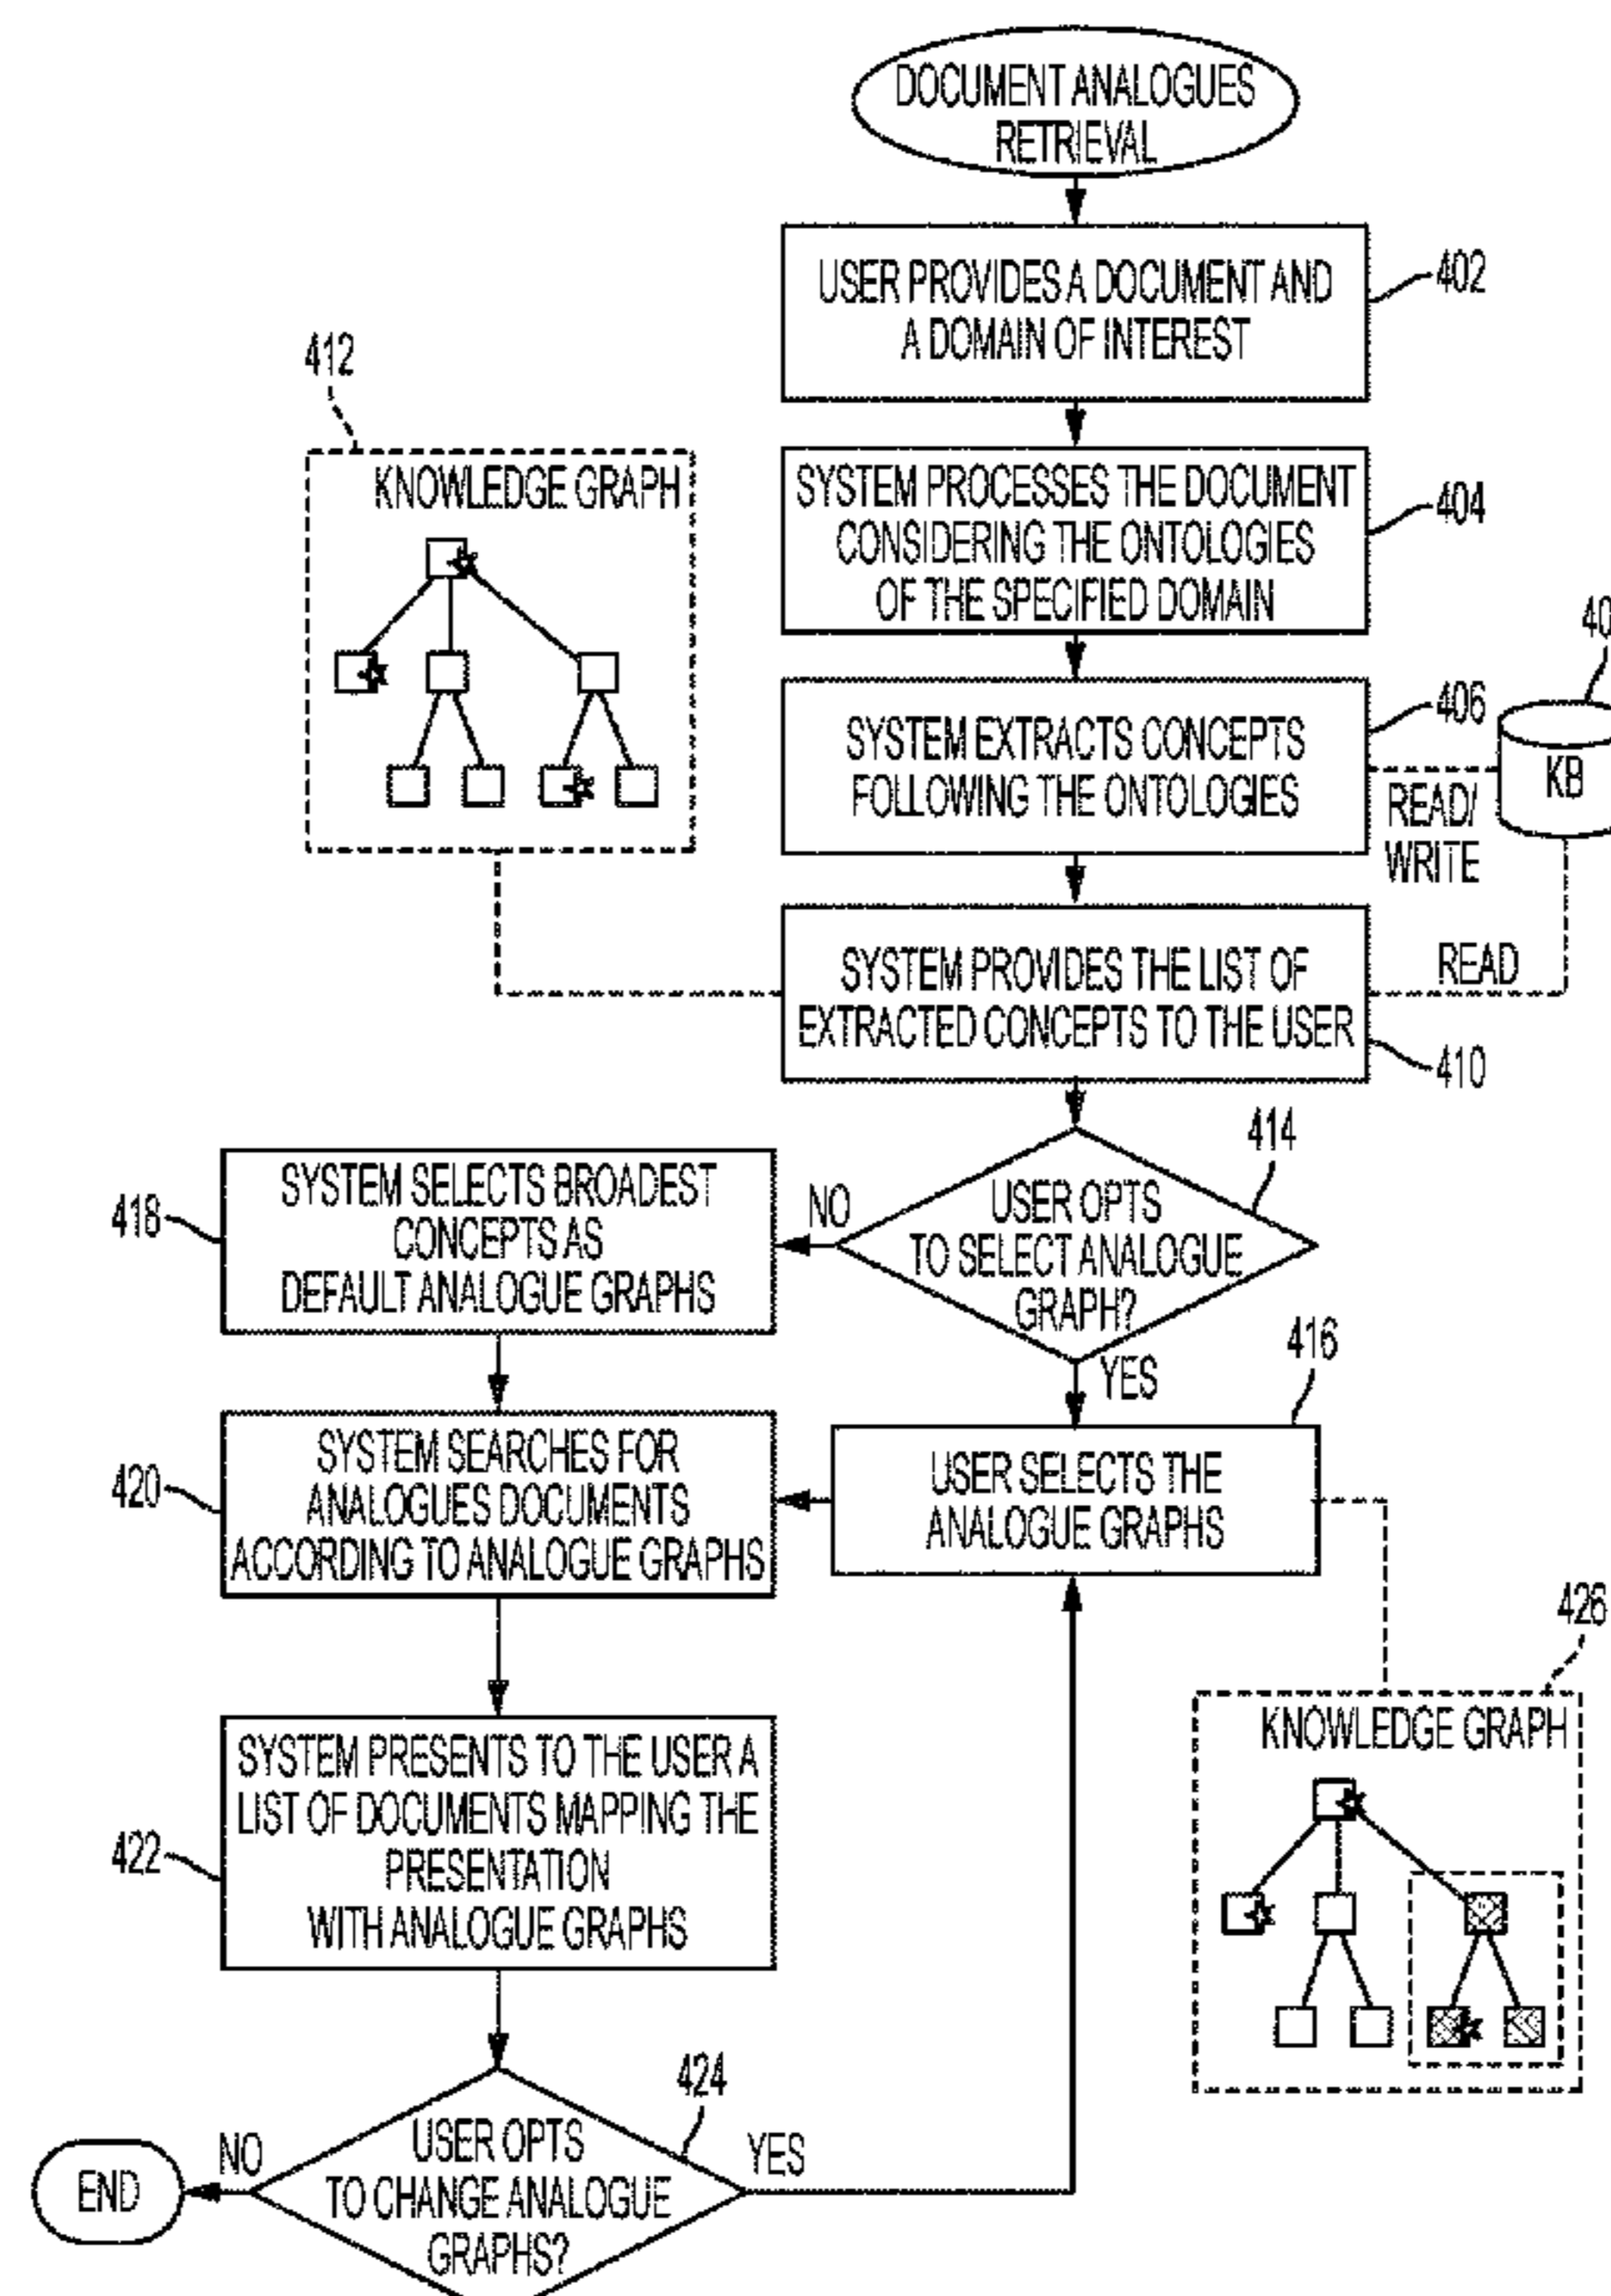 DOCUMENT ANALOGUES
RETRIEVAL
USER PROVIDES A DOCUMENT AND
A DOMAIN OF INTEREST
402
412
KNOWLEDGE GRAPH
SYSTEM PROCESSES THE DOCUMENT
CONSIDERING THE ONTOLOGIES
OF THE SPECIFIED DOMAIN
404
SYSTEM EXTRACTS CONCEPTS
FOLLOWING THE ONTOLOGIES
406
KB
READ/
WRITE
SYSTEM PROVIDES THE LIST OF
EXTRACTED CONCEPTS TO THE USER
READ
410
414
USER OPTS
TO SELECT ANALOGUE
GRAPH?
NO
YES
418
SYSTEM SELECTS BROADEST
CONCEPTS AS
DEFAULT ANALOGUE GRAPHS
416
USER SELECTS THE
ANALOGUE GRAPHS
420
SYSTEM SEARCHES FOR
ANALOGUES DOCUMENTS
ACCORDING TO ANALOGUE GRAPHS
426
KNOWLEDGE GRAPH
422
SYSTEM PRESENTS TO THE USER A
LIST OF DOCUMENTS MAPPING THE
PRESENTATION
WITH ANALOGUE GRAPHS
424
USER OPTS
TO CHANGE ANALOGUE
GRAPHS?
NO
YES
END